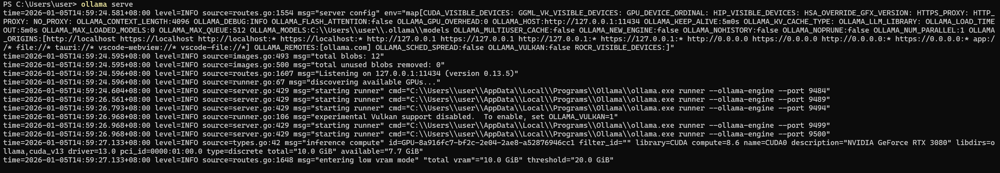 PS C:\Users\user> ollama serve
time=2026-01-05T14:59:24.581+08:00 level=INFO source=routes.go:1554 msg="server config" env="map[CUDA_VISIBLE_DEVICES: GGML_VK_VISIBLE_DEVICES: GPU_DEVICE_ORDINAL: HIP_VISIBLE_DEVICES: HSA_OVERRIDE_GFX_VERSION: HTTPS_PROXY: HTTP_
PROXY: NO_PROXY: OLLAMA_CONTEXT_LENGTH:4096 OLLAMA_DEBUG:INFO OLLAMA_FLASH_ATTENTION:false OLLAMA_GPU_OVERHEAD:0 OLLAMA_HOST:http://127.0.0.1:11434 OLLAMA_KEEP_ALIVE:5m0s OLLAMA_KV_CACHE_TYPE: OLLAMA_LLM_LIBRARY: OLLAMA_LOAD_TIME
OUT:5m0s OLLAMA_MAX_LOADED_MODELS:0 OLLAMA_MAX_QUEUE:512 OLLAMA_MODELS:C:\\Users\\user\\.ollama\\models OLLAMA_MULTIUSER_CACHE:false OLLAMA_NEW_ENGINE:false OLLAMA_NOHISTORY:false OLLAMA_NOPRUNE:false OLLAMA_NUM_PARALLEL:1 OLLAMA
_ORIGINS:[http://localhost https://localhost http://localhost:* https://localhost:* http://127.0.0.1 https://127.0.0.1 http://127.0.0.1:* https://127.0.0.1:* http://0.0.0.0 https://0.0.0.0 http://0.0.0.0:* https://0.0.0.0:* app:/
/* file://* tauri://* vscode-webview://* vscode-file://*] OLLAMA_REMOTES:[ollama.com] OLLAMA_SCHED_SPREAD:false OLLAMA_VULKAN:false ROCR_VISIBLE_DEVICES:]"
time=2026-01-05T14:59:24.595+08:00 level=INFO source=images.go:493 msg="total blobs: 12"
time=2026-01-05T14:59:24.595+08:00 level=INFO source=images.go:500 msg="total unused blobs removed: 0"
time=2026-01-05T14:59:24.596+08:00 level=INFO source=routes.go:1607 msg="Listening on 127.0.0.1:11434 (version 0.13.5)"
time=2026-01-05T14:59:24.596+08:00 level=INFO source=runner.go:67 msg="discovering available GPUs..."
time=2026-01-05T14:59:24.604+08:00 level=INFO source=server.go:429 msg="starting runner" cmd="C:\\Users\\user\\AppData\\Local\\Programs\\Ollama\\ollama.exe runner --ollama-engine --port 9484"
time=2026-01-05T14:59:26.561+08:00 level=INFO source=server.go:429 msg="starting runner" cmd="C:\\Users\\user\\AppData\\Local\\Programs\\Ollama\\ollama.exe runner --ollama-engine --port 9489"
time=2026-01-05T14:59:26.793+08:00 level=INFO source=server.go:429 msg="starting runner" cmd="C:\\Users\\user\\AppData\\Local\\Programs\\Ollama\\ollama.exe runner --ollama-engine --port 9494"
time=2026-01-05T14:59:26.968+08:00 level=INFO source=runner.go:106 msg="experimental Vulkan support disabled.  To enable, set OLLAMA_VULKAN=1"
time=2026-01-05T14:59:26.968+08:00 level=INFO source=server.go:429 msg="starting runner" cmd="C:\\Users\\user\\AppData\\Local\\Programs\\Ollama\\ollama.exe runner --ollama-engine --port 9499"
time=2026-01-05T14:59:26.968+08:00 level=INFO source=server.go:429 msg="starting runner" cmd="C:\\Users\\user\\AppData\\Local\\Programs\\Ollama\\ollama.exe runner --ollama-engine --port 9500"
time=2026-01-05T14:59:27.133+08:00 level=INFO source=types.go:42 msg="inference compute" id=GPU-8a916fc7-bf2c-2e04-2ae8-a52876946cc1 filter_id="" library=CUDA compute=8.6 name=CUDA0 description="NVIDIA GeForce RTX 3080" libdirs=o
llama,cuda_v13 driver=13.0 pci_id=0000:01:00.0 type=discrete total="10.0 GiB" available="7.7 GiB"
time=2026-01-05T14:59:27.133+08:00 level=INFO source=routes.go:1648 msg="entering low vram mode" "total vram"="10.0 GiB" threshold="20.0 GiB"